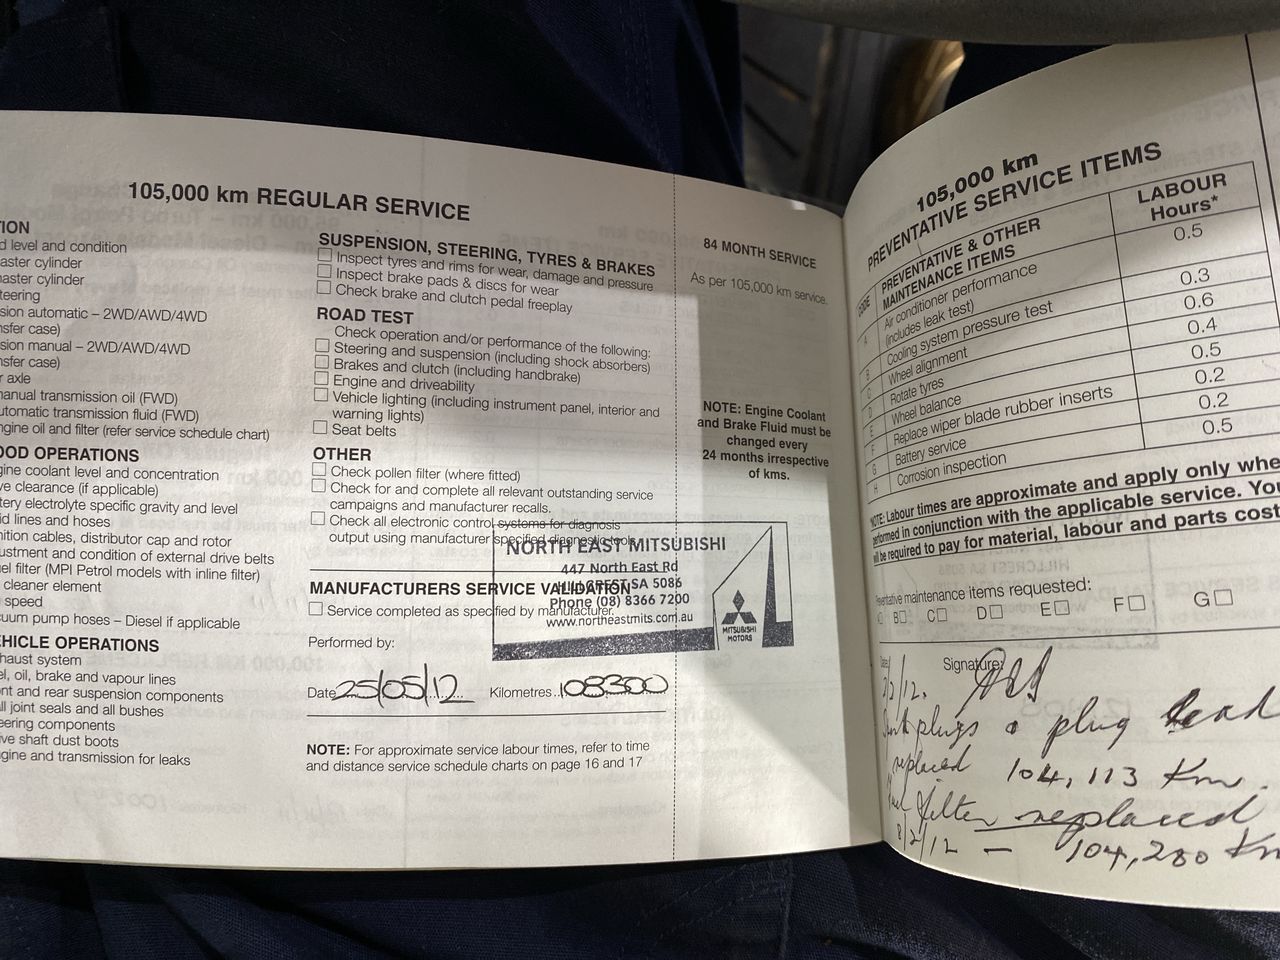 105,000 km REGULAR SERVICE
TION
d level and condition
aster cylinder
aster cylinder
teering
sion automatic – 2WD/AWD/4WD
nsfer case)
sion manual – 2WD/AWD/4WD
nsfer case)
r axle
nanual transmission oil (FWD)
utomatic transmission fluid (FWD)
ngine oil and filter (refer service schedule chart)
OOD OPERATIONS
gine coolant level and concentration
ve clearance (if applicable)
tery electrolyte specific gravity and level
id lines and hoses
nition cables, distributor cap and rotor
ustment and condition of external drive belts
el filter (MPI Petrol models with inline filter)
cleaner element
speed
uum pump hoses – Diesel if applicable
EHICLE OPERATIONS
haust system
el, oil, brake and vapour lines
nt and rear suspension components
ll joint seals and all bushes
eering components
ive shaft dust boots
gine and transmission for leaks
SUSPENSION, STEERING, TYRES & BRAKES
Inspect tyres and rims for wear, damage and pressure
Inspect brake pads & discs for wear
Check brake and clutch pedal freeplay
ROAD TEST
Check operation and/or performance of the following:
Steering and suspension (including shock absorbers)
Brakes and clutch (including handbrake)
Engine and driveability
Vehicle lighting (including instrument panel, interior and
warning lights)
Seat belts
OTHER
Check pollen filter (where fitted)
Check for and complete all relevant outstanding service
campaigns and manufacturer recalls.
Check all electronic control systems for diagnosis
output using manufacturer specified diagnostic tools
NORTH EAST MITSUBISHI
447 North East Rd
HILLCREST SA 5086
Phone (08) 8366 7200
www.northeastmits.com.au
MITSUBISHI
MOTORS
MANUFACTURERS SERVICE VALIDATION
Service completed as specified by manufacturer.
Performed by:
Date 25/05/12 Kilometres 108300
NOTE: For approximate service labour times, refer to time
and distance service schedule charts on page 16 and 17
84 MONTH SERVICE
As per 105,000 km service.
NOTE: Engine Coolant
and Brake Fluid must be
changed every
24 months irrespective
of kms.
105,000 km
PREVENTATIVE SERVICE ITEMS
CODE PREVENTATIVE & OTHER MAINTENANCE ITEMS LABOUR Hours*
A Air conditioner performance (includes leak test) 0.5
B Cooling system pressure test 0.3
C Wheel alignment 0.6
D Rotate tyres 0.4
E Wheel balance 0.5
F Replace wiper blade rubber inserts 0.2
G Battery service 0.2
H Corrosion inspection 0.5
NOTE: Labour times are approximate and apply only whe
performed in conjunction with the applicable service. You
will be required to pay for material, labour and parts cost
ventative maintenance items requested:
B C D E F G
Signature:
2/12.
plugs & plug lead
replaced 104,113 Km.
filter replaced
8/2/12 — 104,280 Km